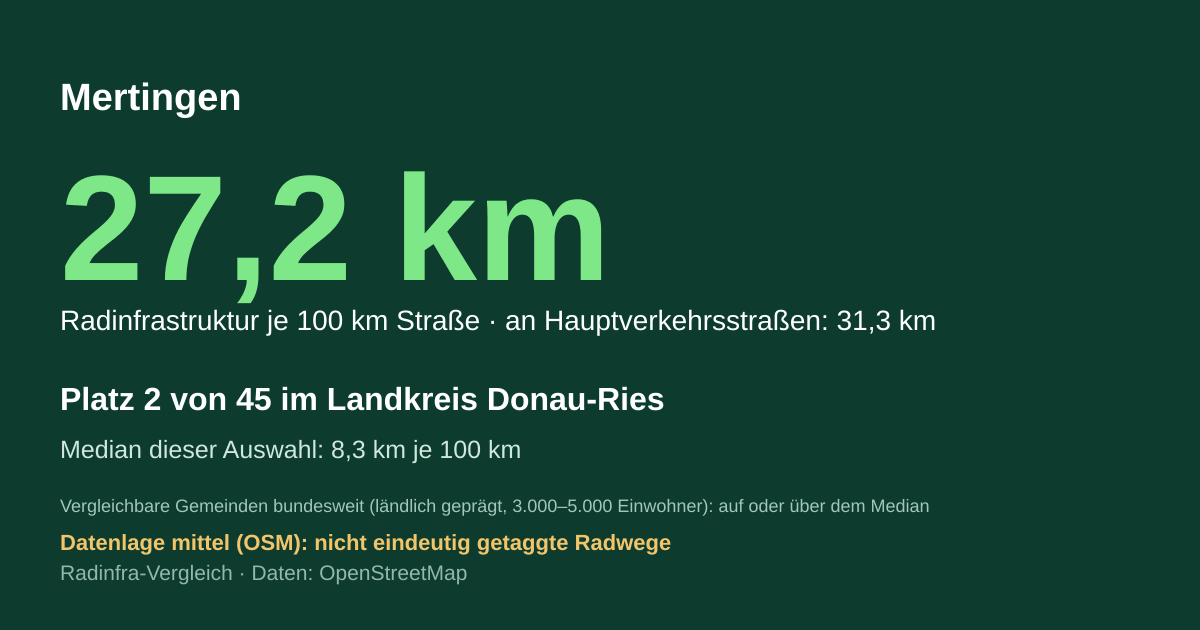 Mertingen
27,2 km
Radinfrastruktur je 100 km Straße · an Hauptverkehrsstraßen: 31,3 km
Platz 2 von 45 im Landkreis Donau-Ries
Median dieser Auswahl: 8,3 km je 100 km
Vergleichbare Gemeinden bundesweit (ländlich geprägt, 3.000–5.000 Einwohner): auf oder über dem Median
Datenlage mittel (OSM): nicht eindeutig getaggte Radwege
Radinfra-Vergleich · Daten: OpenStreetMap